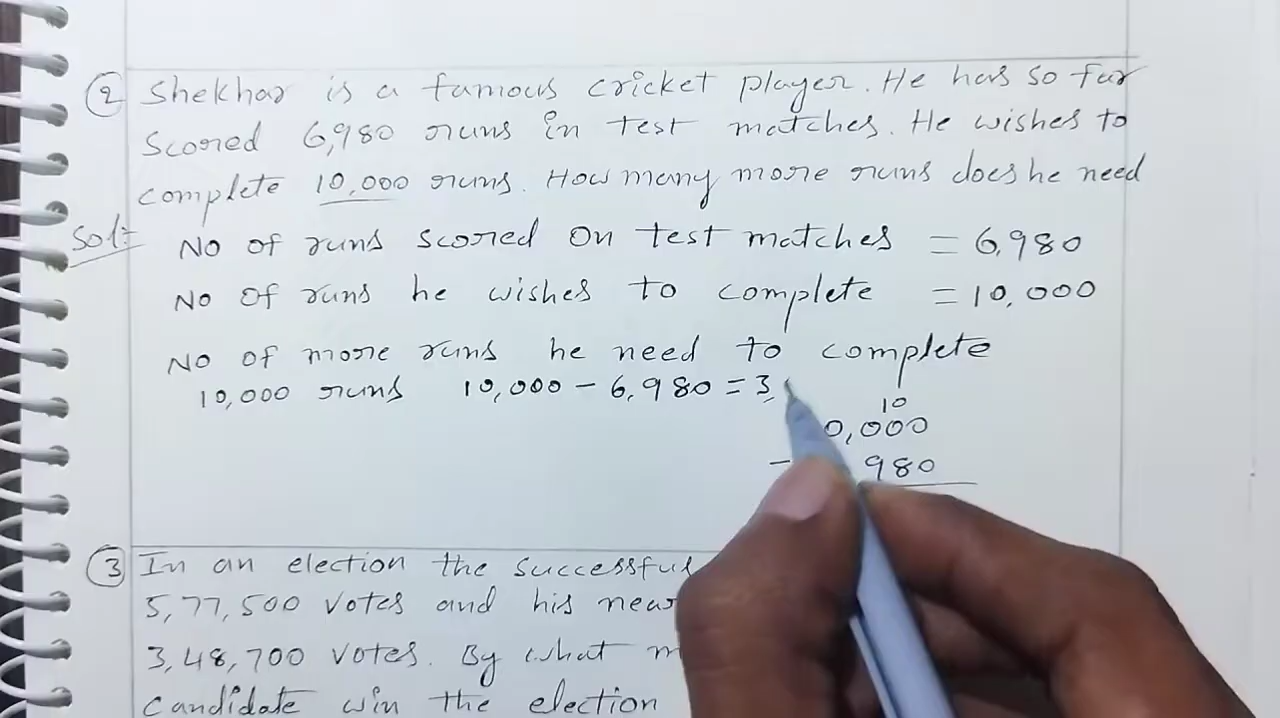 ② Shekhar is a famous cricket player. He has so far
scored 6,980 runs in test matches. He wishes to
complete 10,000 runs. How many more runs does he need
Sol:- No of runs scored on test matches = 6,980
No of runs he wishes to complete = 10,000
No of more runs he need to complete
10,000 runs 10,000 - 6,980 = 3,
10
0,000
- 980
③ In an election the successful
5,77,500 votes and his
3,48,700 votes. By what
candidate win the election